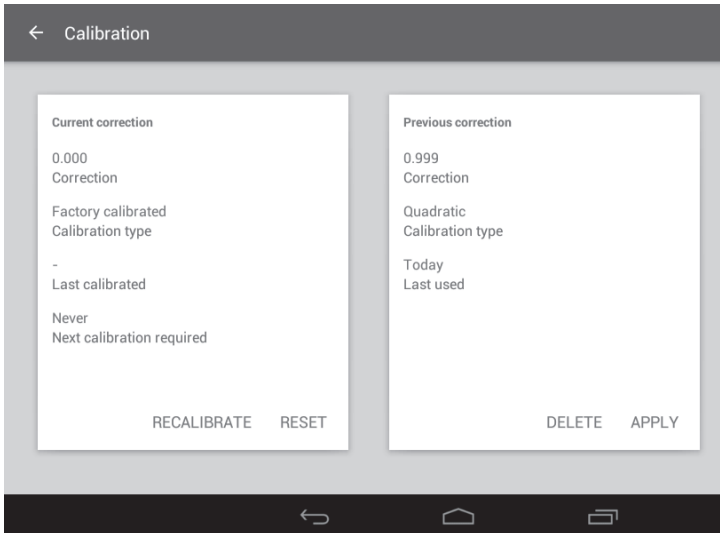 Calibration
Current correction
0.000
Correction
Factory calibrated
Calibration type
-
Last calibrated
Never
Next calibration required
RECALIBRATE RESET
Previous correction
0.999
Correction
Quadratic
Calibration type
Today
Last used
DELETE APPLY